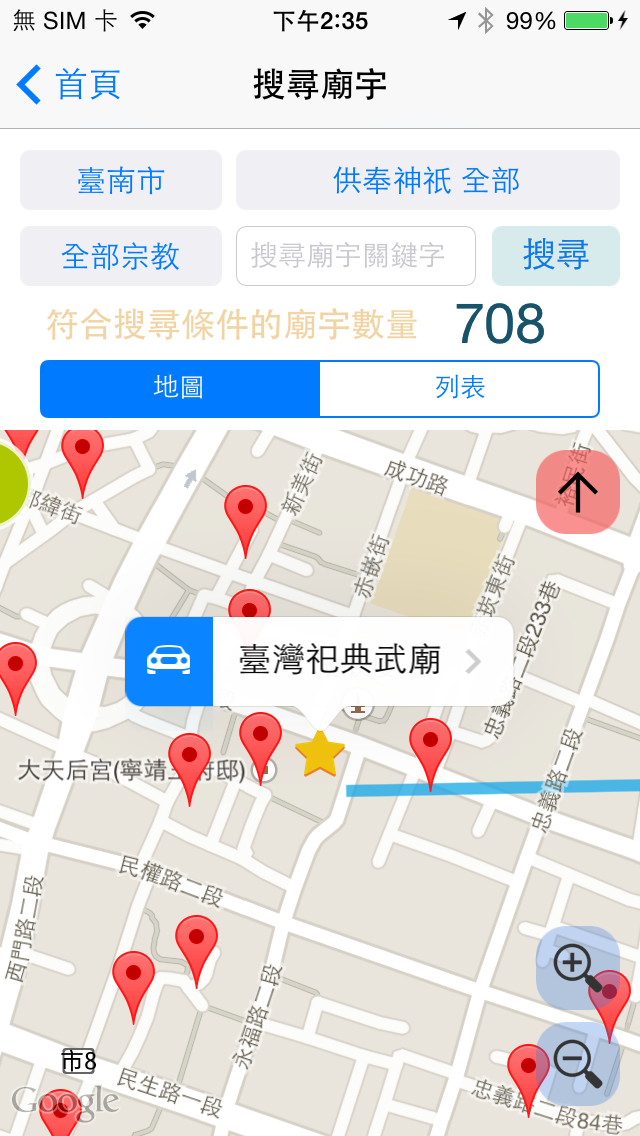 無 SIM 卡 下午2:35 99%
首頁 搜尋廟宇
臺南市 供奉神祇 全部
全部宗教 搜尋廟宇關鍵字 搜尋
符合搜尋條件的廟宇數量 708
地圖 列表
成功路
新美街
緯街
赤嵌街
崁東街
忠義路二段233巷
臺灣祀典武廟
大天后宮(寧靖王府邸)
忠義路二段
民權路二段
西門路二段
永福路二段
市8
民生路一段
忠義路二段84巷
Google